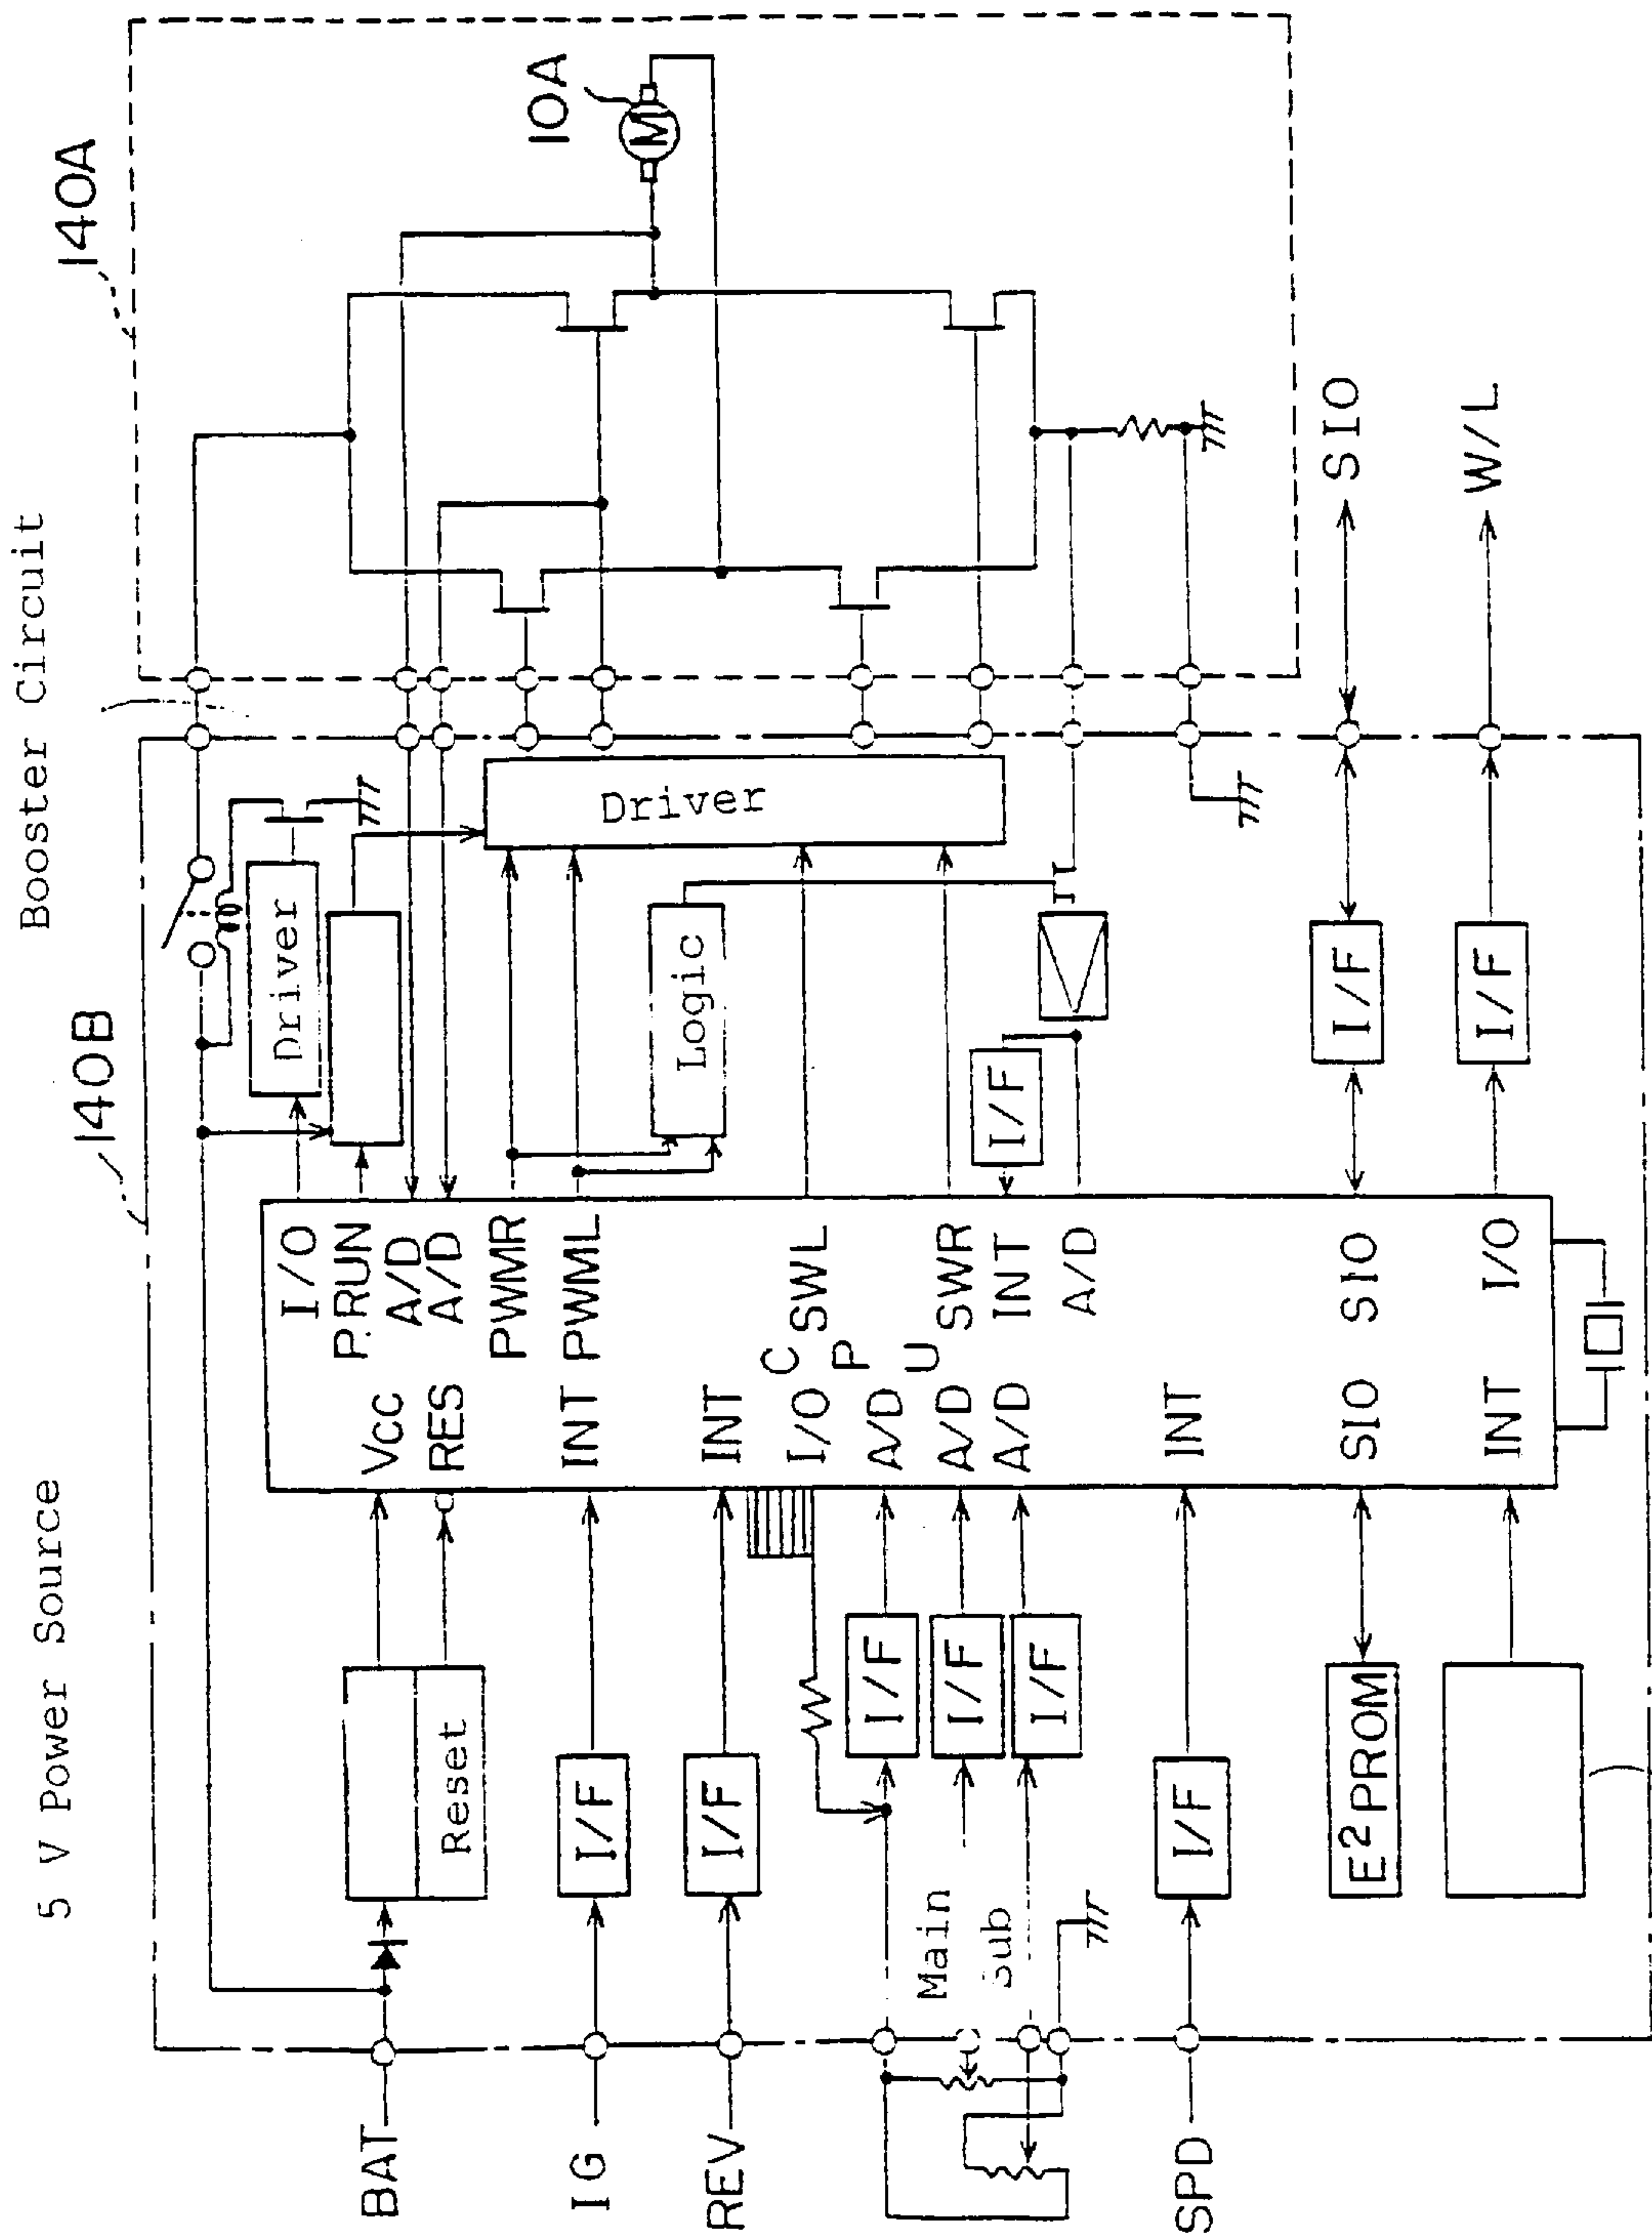 5 V Power Source
Booster Circuit
140B
140A
10A
M
BAT
IG
REV
SPD
Main
Sub
Reset
I/F
I/F
I/F
I/F
I/F
I/F
E²PROM
Vcc
RES
INT
INT
I/O
A/D
A/D
A/D
INT
SIO
INT
CPU
I/O
P.RUN
A/D
A/D
PWMR
PWML
SWL
SWR
INT
A/D
SIO
I/O
Driver
Driver
Logic
I/F
I/F
I/F
SIO
W/L